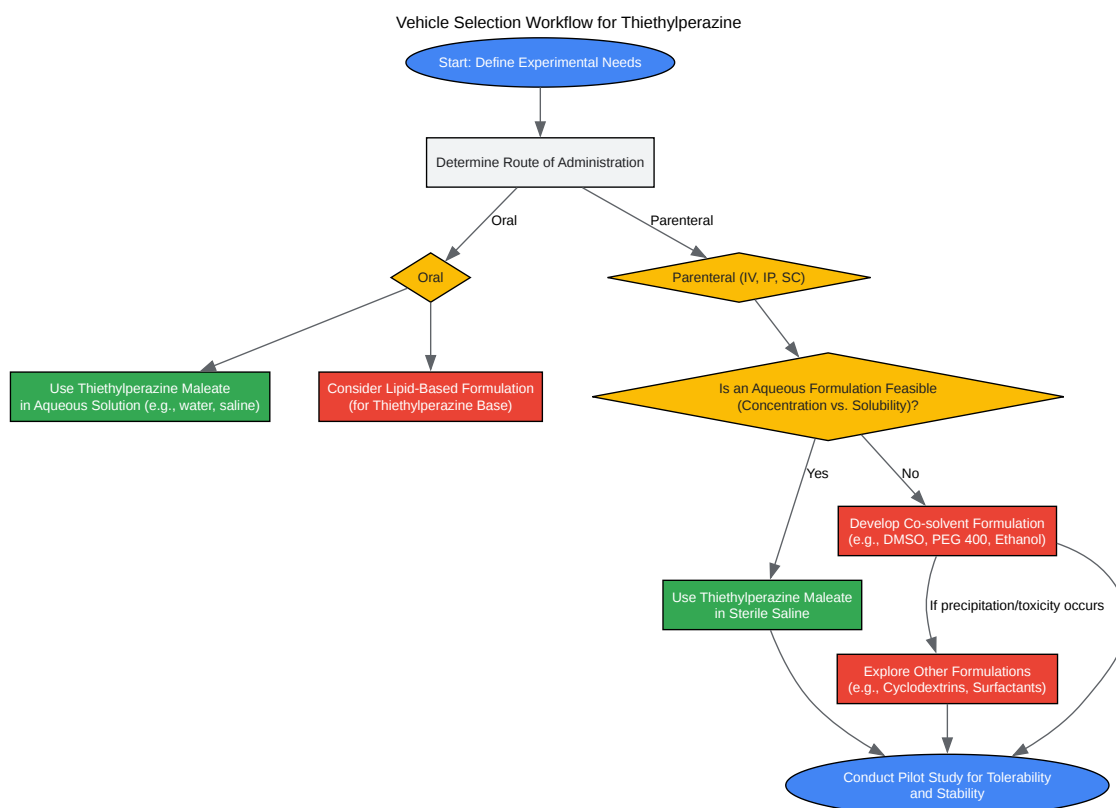 Vehicle Selection Workflow for Thiethylperazine
Start: Define Experimental Needs
Determine Route of Administration
Oral
Parenteral
Oral
Parenteral (IV, IP, SC)
Use Thiethylperazine Maleate
in Aqueous Solution (e.g., water, saline)
Consider Lipid-Based Formulation
(for Thiethylperazine Base)
Is an Aqueous Formulation Feasible
(Concentration vs. Solubility)?
Yes
No
Develop Co-solvent Formulation
(e.g., DMSO, PEG 400, Ethanol)
Use Thiethylperazine Maleate
in Sterile Saline
If precipitation/toxicity occurs
Explore Other Formulations
(e.g., Cyclodextrins, Surfactants)
Conduct Pilot Study for Tolerability
and Stability